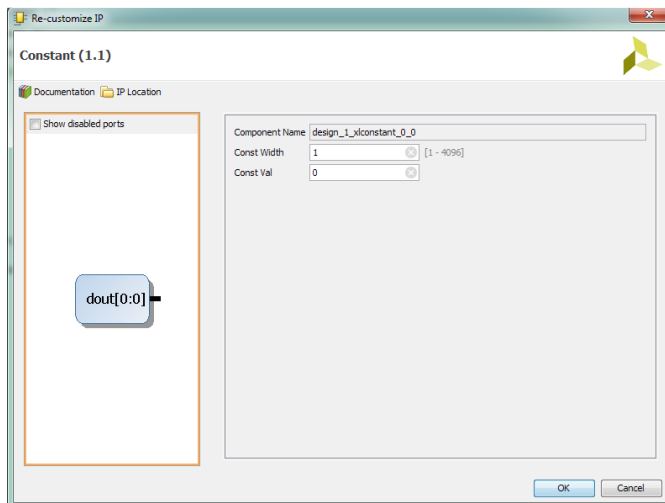 Re-customize IP
Constant (1.1)
Documentation IP Location
Show disabled ports
Component Name design_1_xlconstant_0_0
Const Width 1 [1 - 4096]
Const Val 0
dout[0:0]
OK Cancel